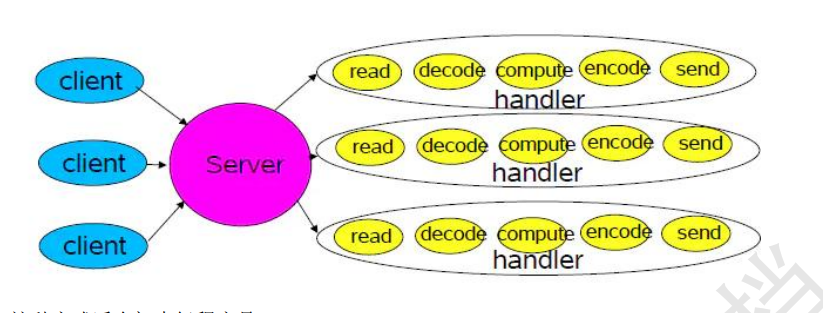 client
client
client
Server
read decode compute encode send
handler
read decode compute encode send
handler
read decode compute encode send
handler
档